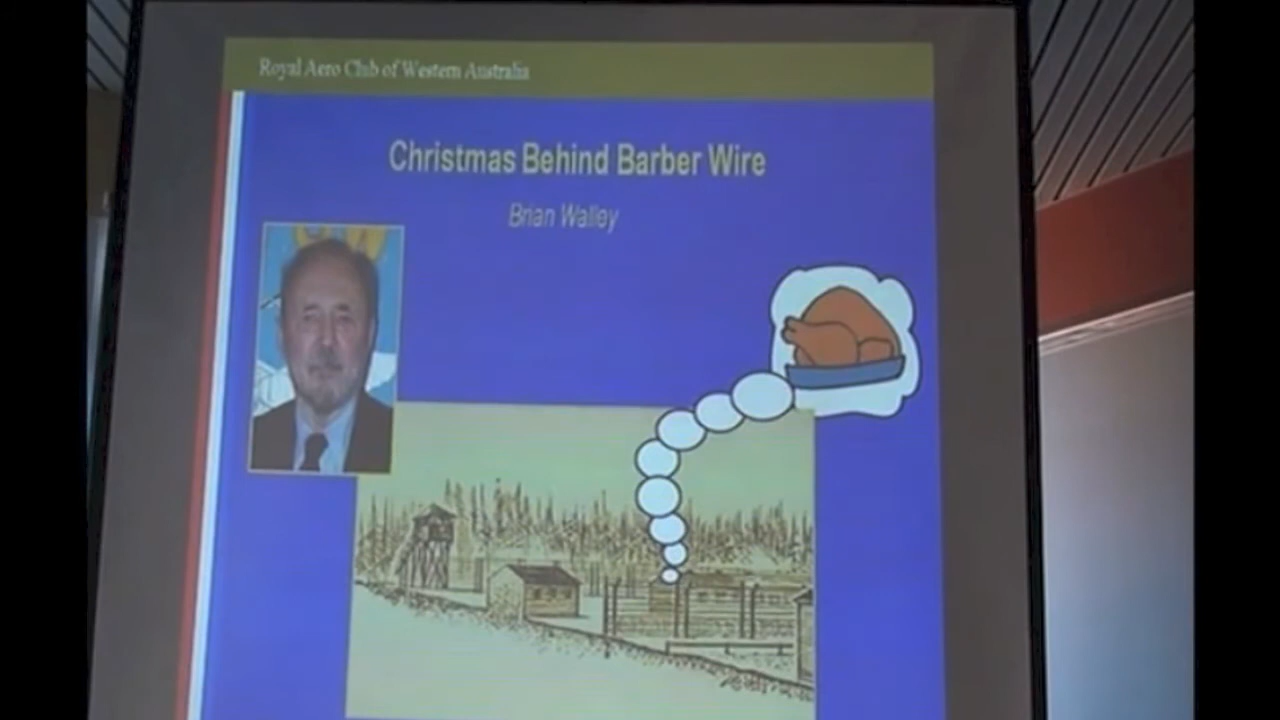 Royal Aero Club of Western Australia
Christmas Behind Barber Wire
Brian Walley